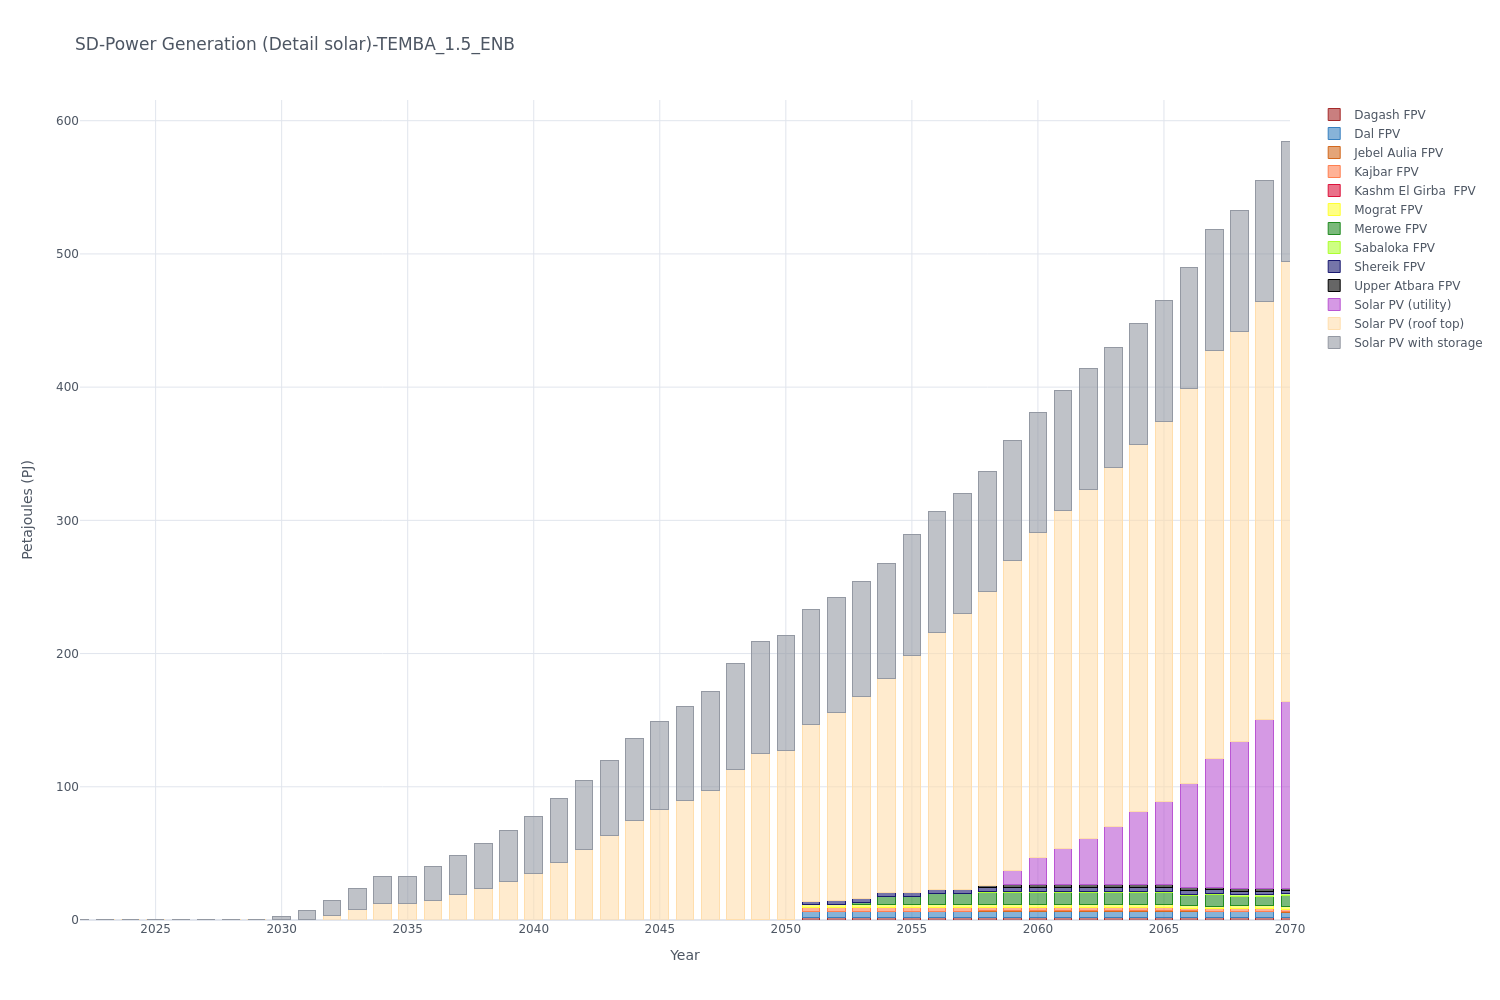 SD-Power Generation (Detail solar)-TEMBA_1.5_ENB
Petajoules (PJ)
600
500
400
300
200
100
0
2025
2030
2035
2040
2045
2050
2055
2060
2065
2070
Year
Dagash FPV
Dal FPV
Jebel Aulia FPV
Kajbar FPV
Kashm El Girba  FPV
Mograt FPV
Merowe FPV
Sabaloka FPV
Shereik FPV
Upper Atbara FPV
Solar PV (utility)
Solar PV (roof top)
Solar PV with storage